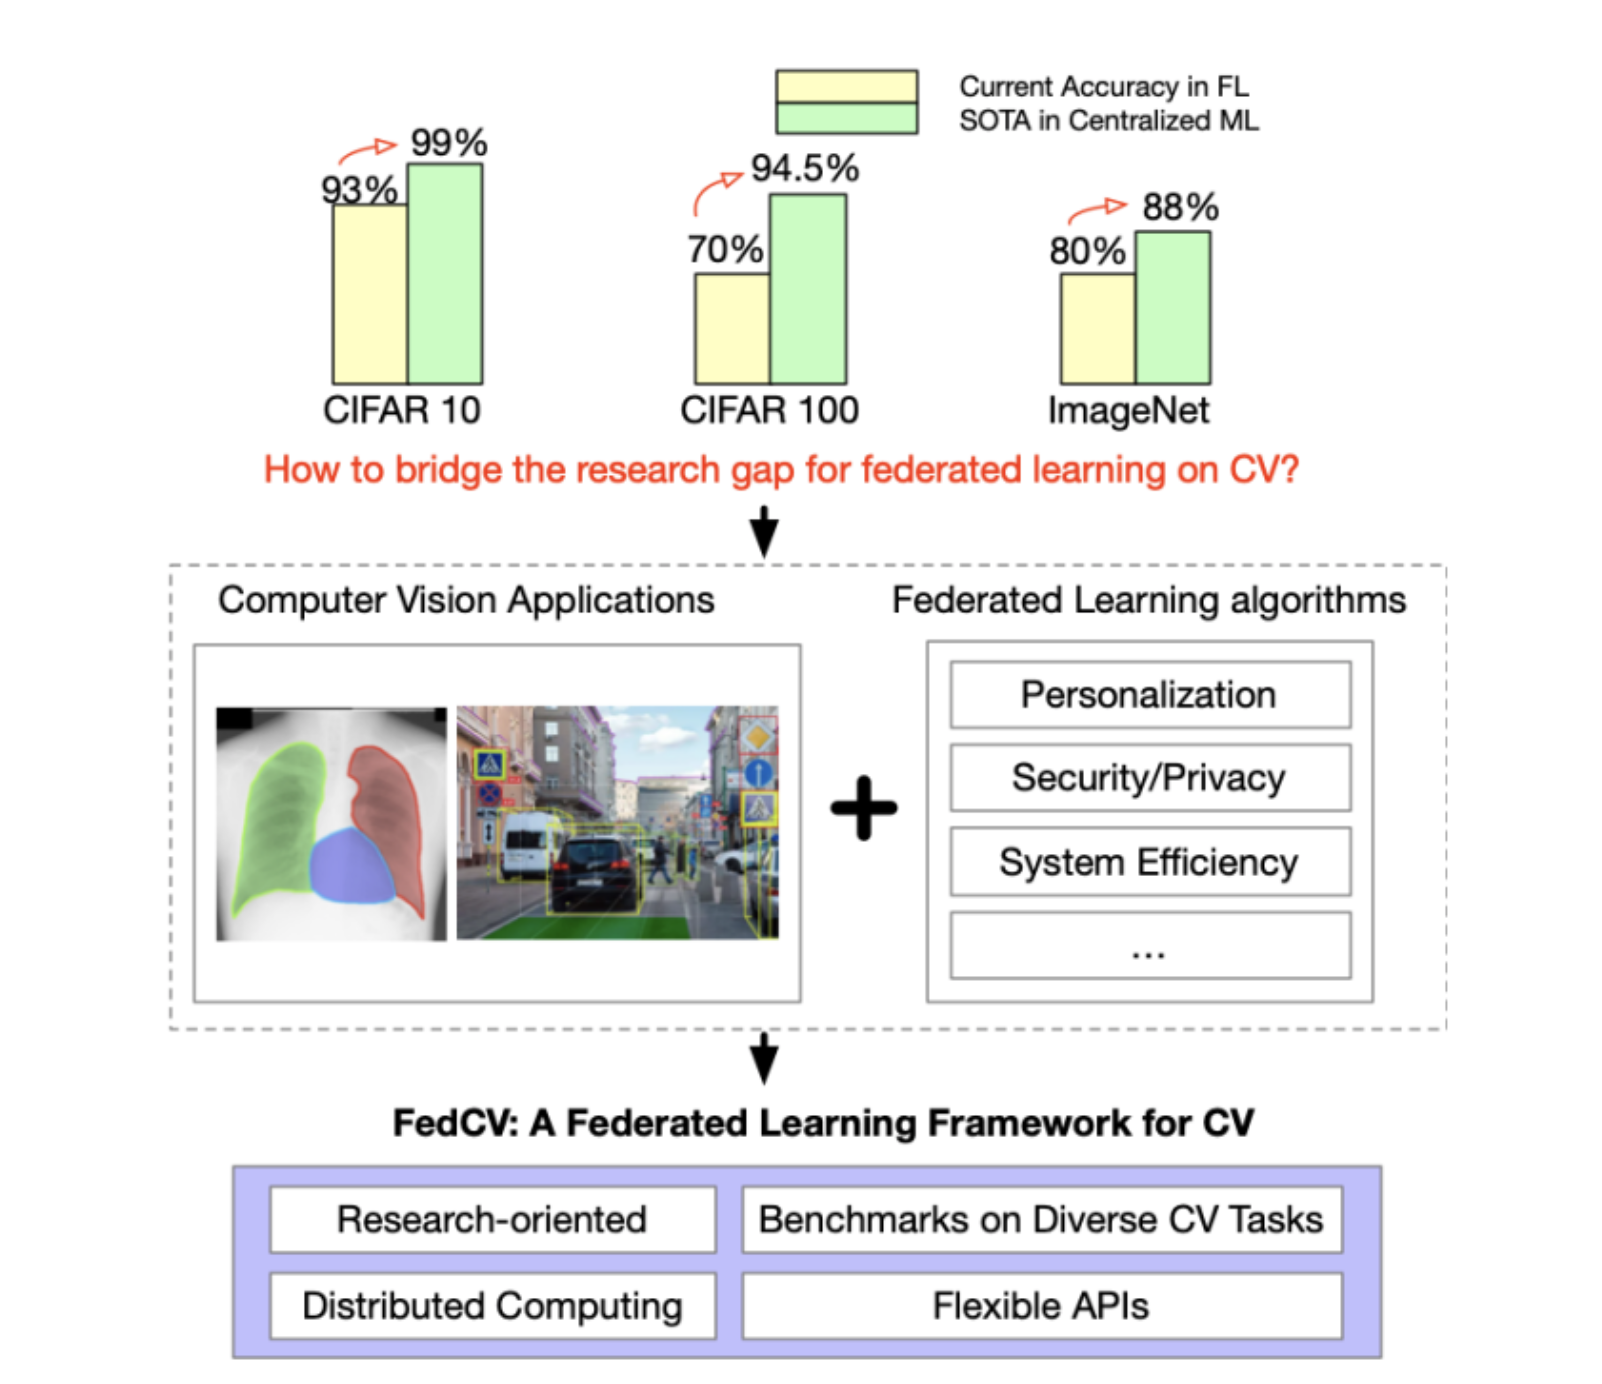 Current Accuracy in FL
SOTA in Centralized ML
99%
93%
94.5%
70%
88%
80%
CIFAR 10
CIFAR 100
ImageNet
How to bridge the research gap for federated learning on CV?
Computer Vision Applications
Federated Learning algorithms
Personalization
Security/Privacy
System Efficiency
...
FedCV: A Federated Learning Framework for CV
Research-oriented
Benchmarks on Diverse CV Tasks
Distributed Computing
Flexible APIs